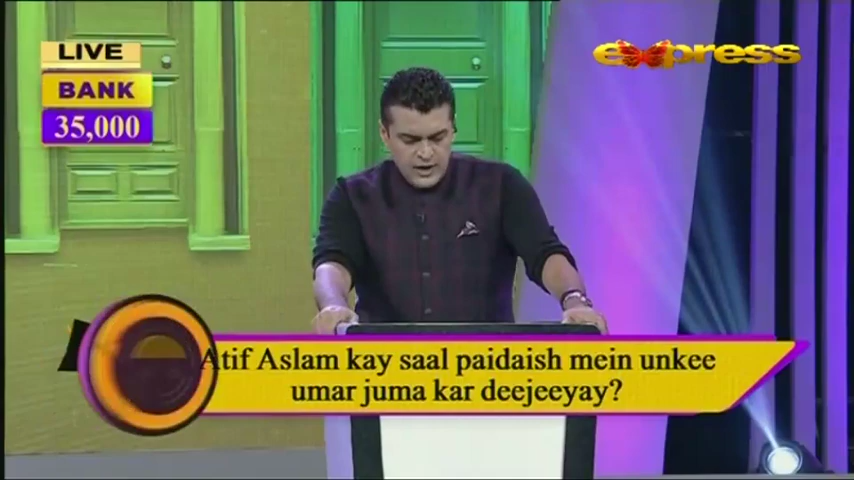 LIVE
BANK
35,000
express
Atif Aslam kay saal paidaish mein unkee
umar juma kar deejeeyay?